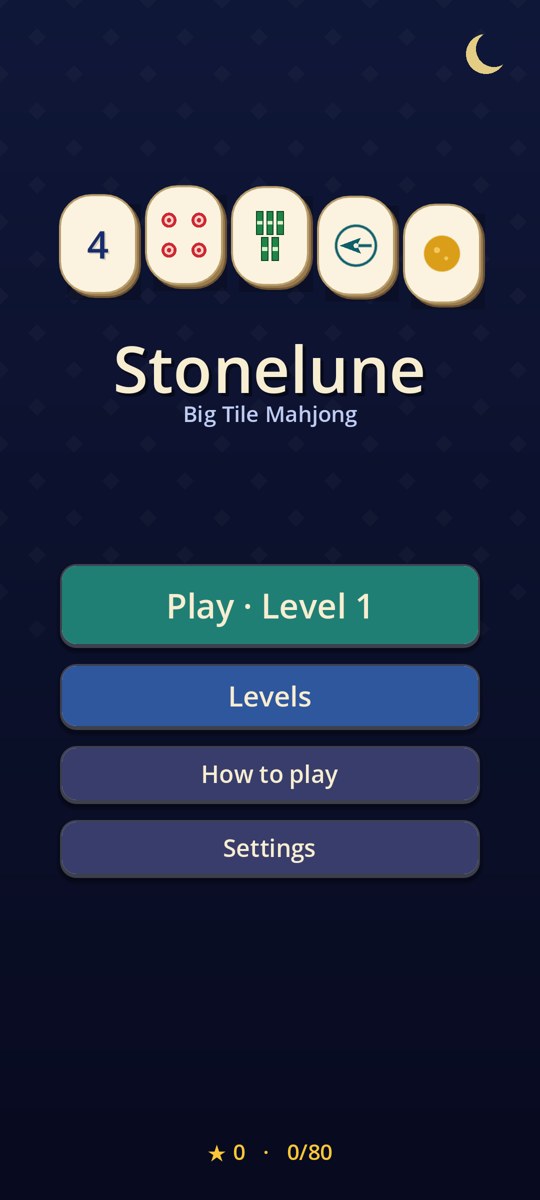 4
Stonelune
Big Tile Mahjong
Play · Level 1
Levels
How to play
Settings
★ 0 · 0/80